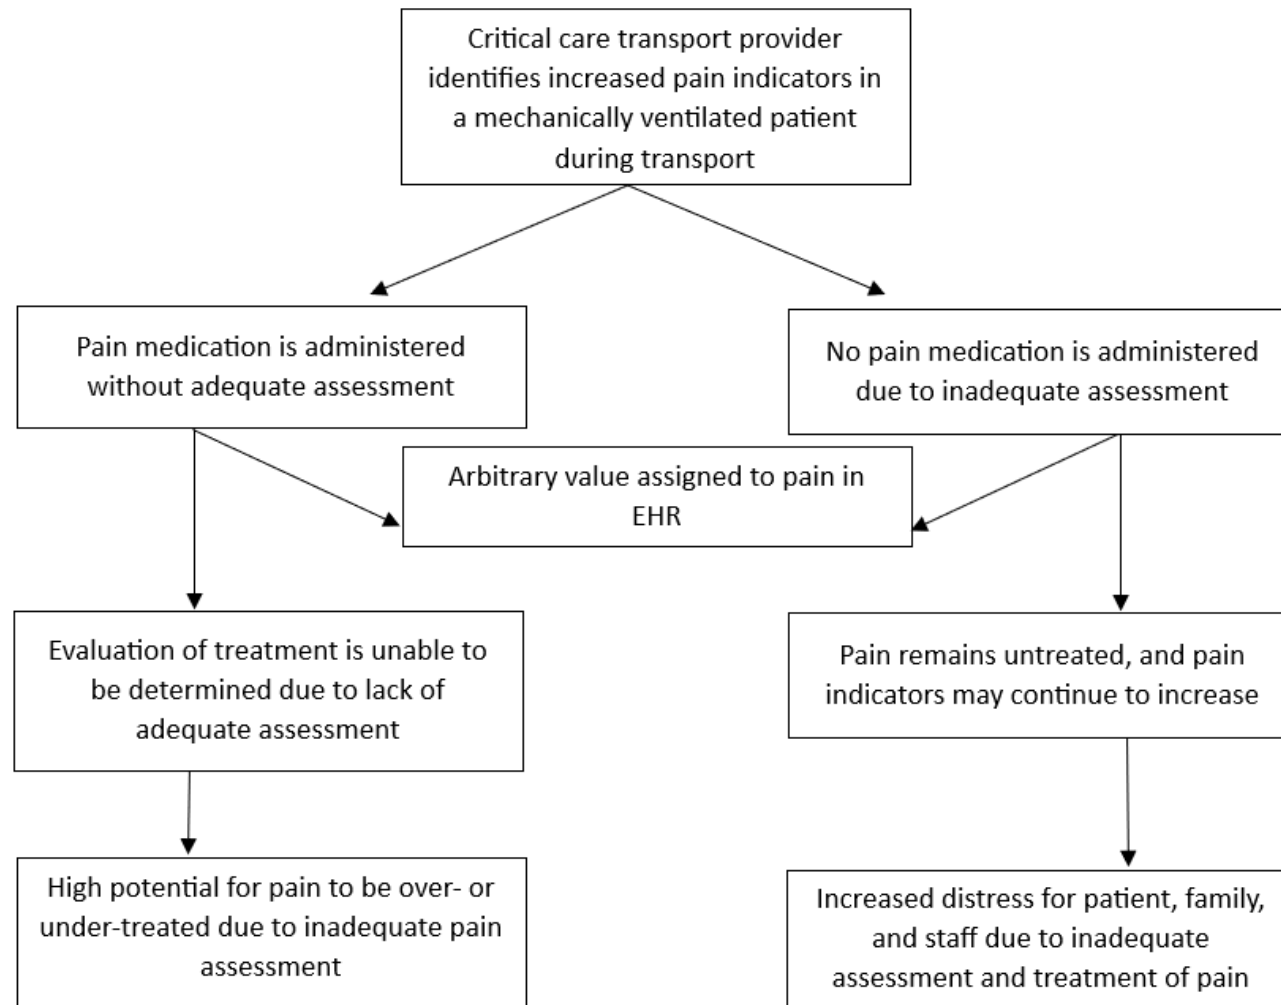 Critical care transport provider
identifies increased pain indicators in
a mechanically ventilated patient
during transport
Pain medication is administered
without adequate assessment
No pain medication is administered
due to inadequate assessment
Arbitrary value assigned to pain in
EHR
Evaluation of treatment is unable to
be determined due to lack of
adequate assessment
Pain remains untreated, and pain
indicators may continue to increase
High potential for pain to be over- or
under-treated due to inadequate pain
assessment
Increased distress for patient, family,
and staff due to inadequate
assessment and treatment of pain